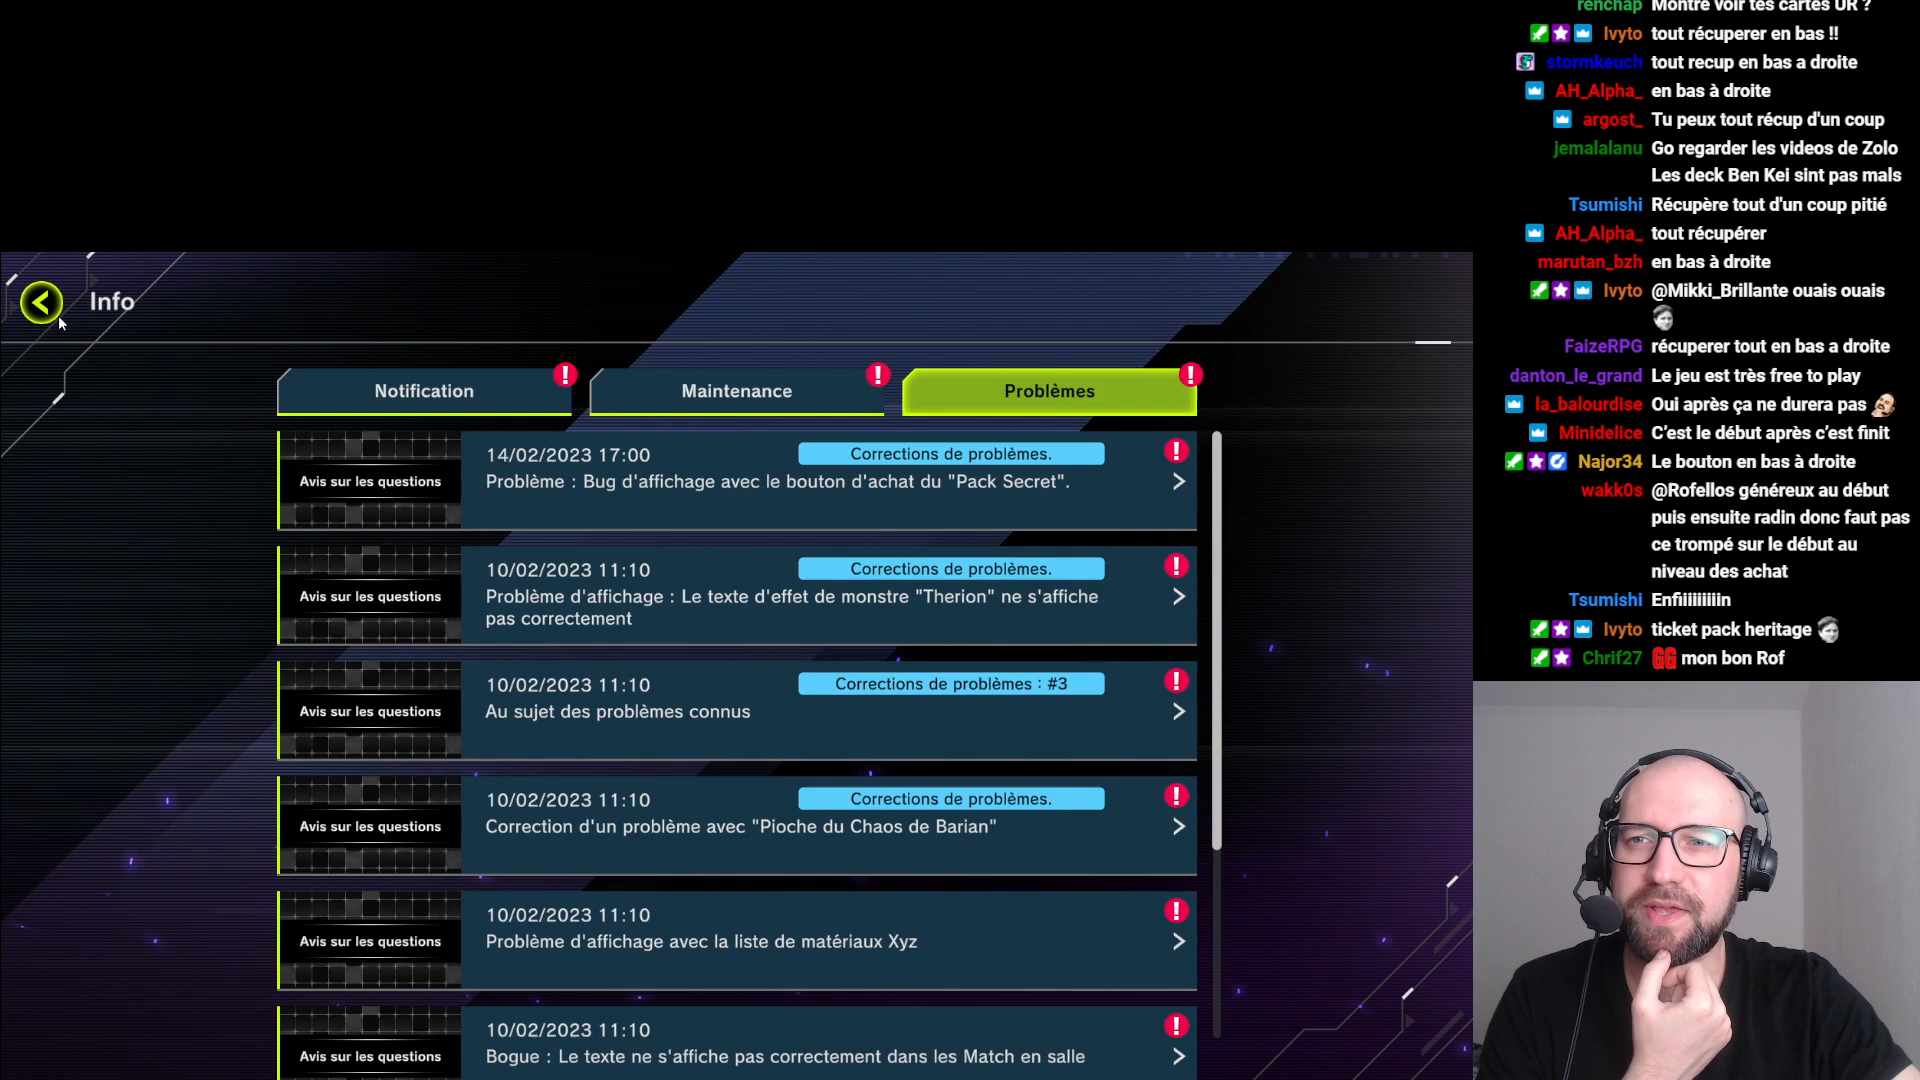 Info
Notification
Maintenance
Problèmes
Avis sur les questions
14/02/2023 17:00
Corrections de problèmes.
Problème : Bug d'affichage avec le bouton d'achat du "Pack Secret".
Avis sur les questions
10/02/2023 11:10
Corrections de problèmes.
Problème d'affichage : Le texte d'effet de monstre "Therion" ne s'affiche
pas correctement
Avis sur les questions
10/02/2023 11:10
Corrections de problèmes : #3
Au sujet des problèmes connus
Avis sur les questions
10/02/2023 11:10
Corrections de problèmes.
Correction d'un problème avec "Pioche du Chaos de Barian"
Avis sur les questions
10/02/2023 11:10
Problème d'affichage avec la liste de matériaux Xyz
Avis sur les questions
10/02/2023 11:10
Bogue : Le texte ne s'affiche pas correctement dans les Match en salle
renchap Montre voir tes cartes UR ?
Ivyto tout récuperer en bas !!
stormkeuch tout recup en bas a droite
AH_Alpha_ en bas à droite
argost_ Tu peux tout récup d'un coup
jemalalanu Go regarder les videos de Zolo
Les deck Ben Kei sint pas mals
Tsumishi Récupère tout d'un coup pitié
AH_Alpha_ tout récupérer
marutan_bzh en bas à droite
Ivyto @Mikki_Brillante ouais ouais
FaizeRPG récuperer tout en bas a droite
danton_le_grand Le jeu est très free to play
la_balourdise Oui après ça ne durera pas
Minidelice C'est le début après c'est finit
Najor34 Le bouton en bas à droite
wakk0s @Rofellos généreux au début
puis ensuite radin donc faut pas
ce trompé sur le début au
niveau des achat
Tsumishi Enfiiiiiiiiin
Ivyto ticket pack heritage
Chrif27 GG mon bon Rof